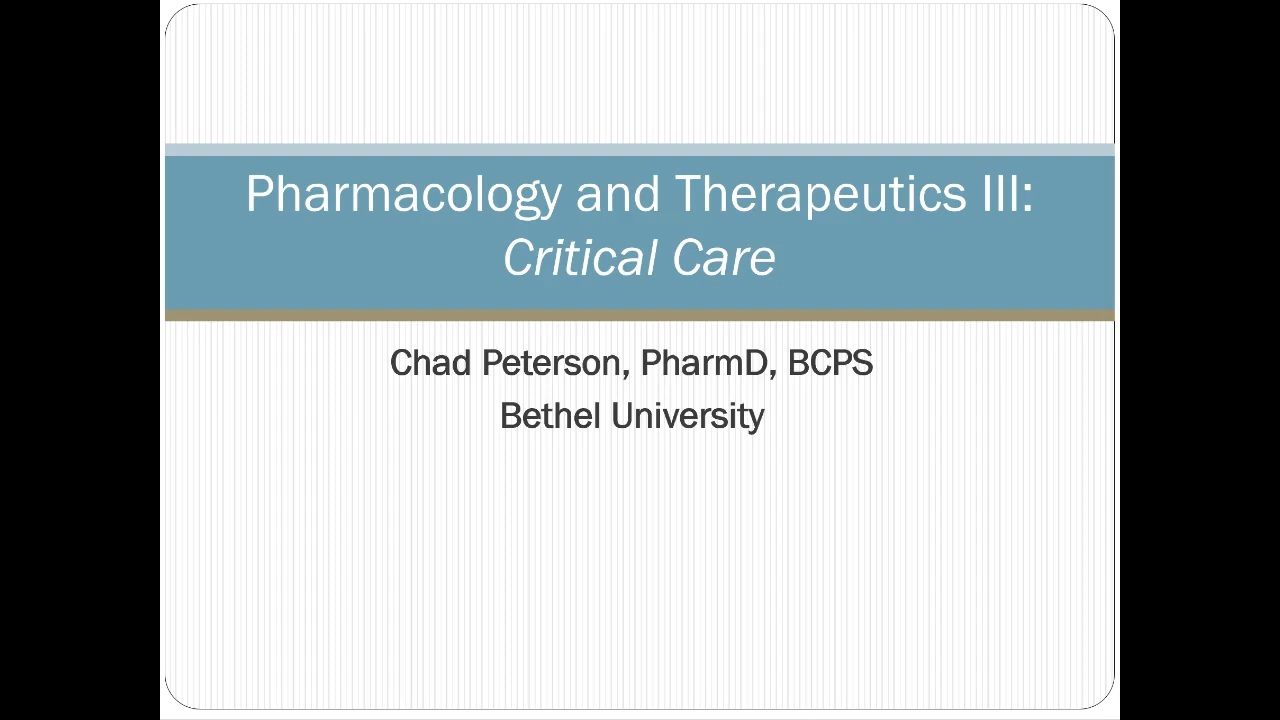 Pharmacology and Therapeutics III:
Critical Care
Chad Peterson, PharmD, BCPS
Bethel University